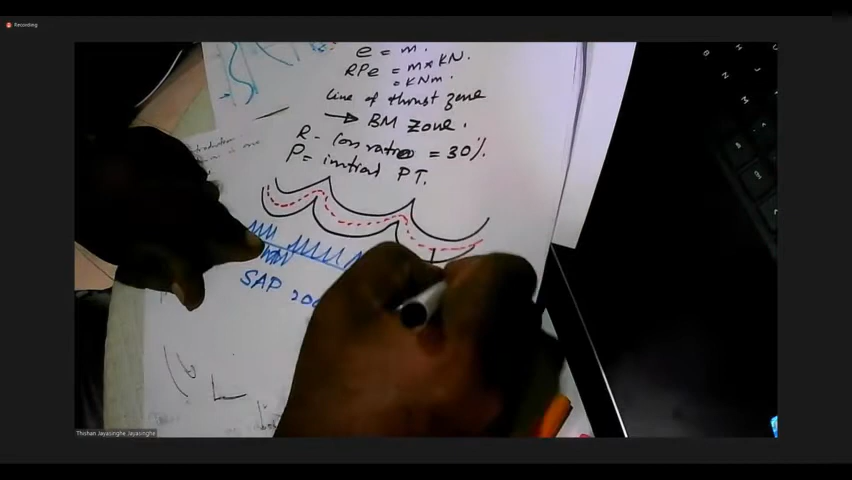 Recording
e = m.
RPe = m*KN.
= KNm.
Line of thrust zone
→ BM zone.
R - loss ratio = 30%.
P = initial PT.
SAP
Thishan Jayasinghe Jayasinghe